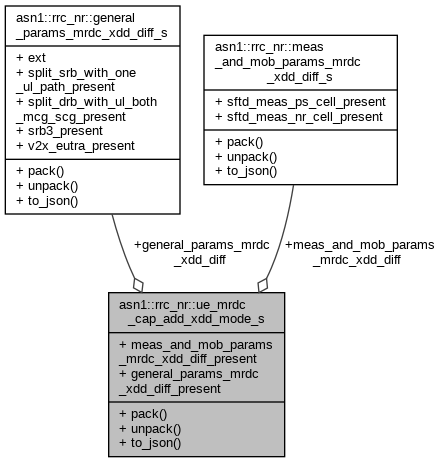 asn1::rrc_nr::general
_params_mrdc_xdd_diff_s
+ ext
+ split_srb_with_one
_ul_path_present
+ split_drb_with_ul_both
_mcg_scg_present
+ srb3_present
+ v2x_eutra_present
+ pack()
+ unpack()
+ to_json()
asn1::rrc_nr::meas
_and_mob_params_mrdc
_xdd_diff_s
+ sftd_meas_ps_cell_present
+ sftd_meas_nr_cell_present
+ pack()
+ unpack()
+ to_json()
+general_params_mrdc
_xdd_diff
+meas_and_mob_params
_mrdc_xdd_diff
asn1::rrc_nr::ue_mrdc
_cap_add_xdd_mode_s
+ meas_and_mob_params
_mrdc_xdd_diff_present
+ general_params_mrdc
_xdd_diff_present
+ pack()
+ unpack()
+ to_json()